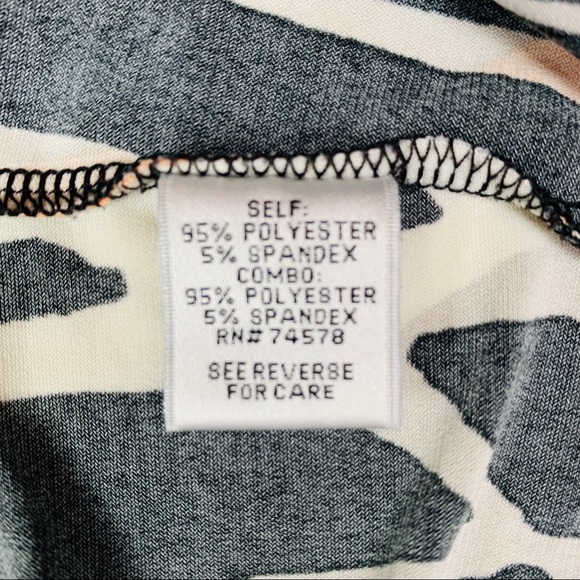 SELF:
95% POLYESTER
5% SPANDEX
COMBO:
95% POLYESTER
5% SPANDEX
RN# 74578
SEE REVERSE
FOR CARE